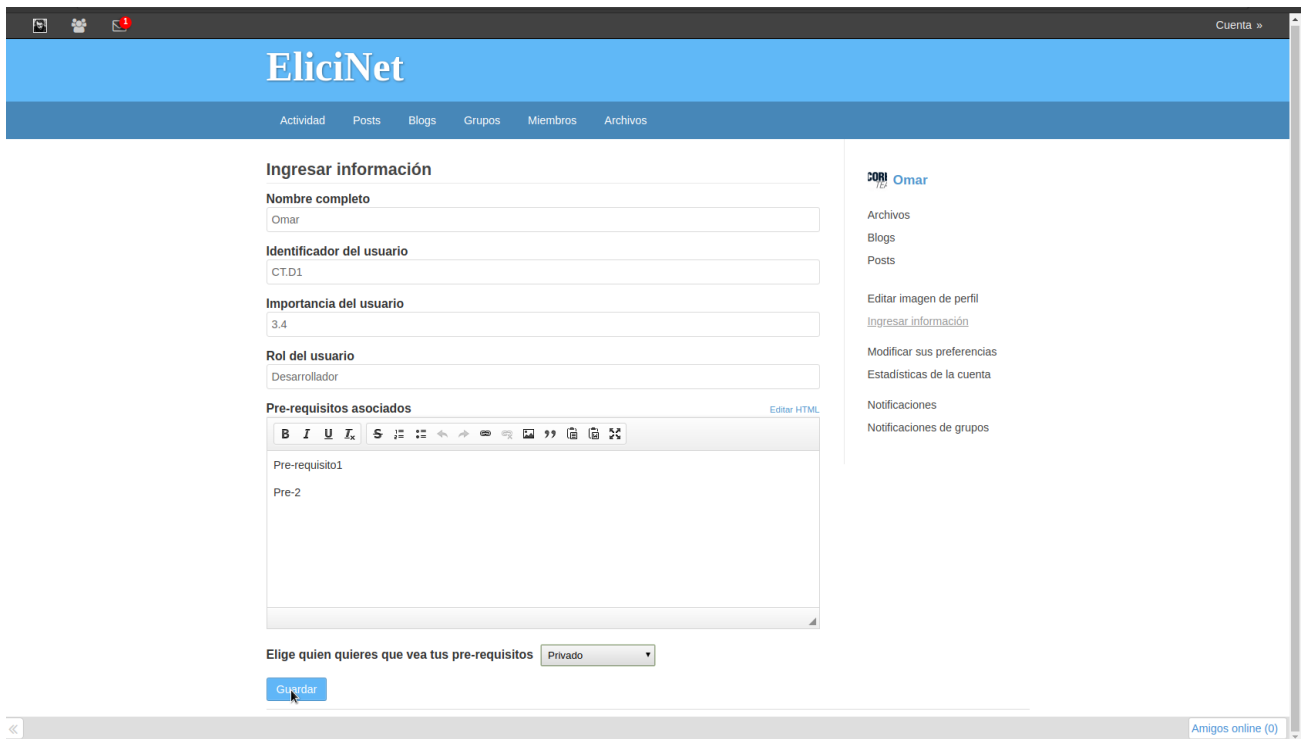 1
Cuenta »
EliciNet
Actividad Posts Blogs Grupos Miembros Archivos
Ingresar información
Nombre completo
Omar
Identificador del usuario
CT.D1
Importancia del usuario
3.4
Rol del usuario
Desarrollador
Pre-requisitos asociados
Editar HTML
Pre-requisito1
Pre-2
Elige quien quieres que vea tus pre-requisitos Privado
Guardar
Omar
Archivos
Blogs
Posts
Editar imagen de perfil
Ingresar información
Modificar sus preferencias
Estadísticas de la cuenta
Notificaciones
Notificaciones de grupos
Amigos online (0)